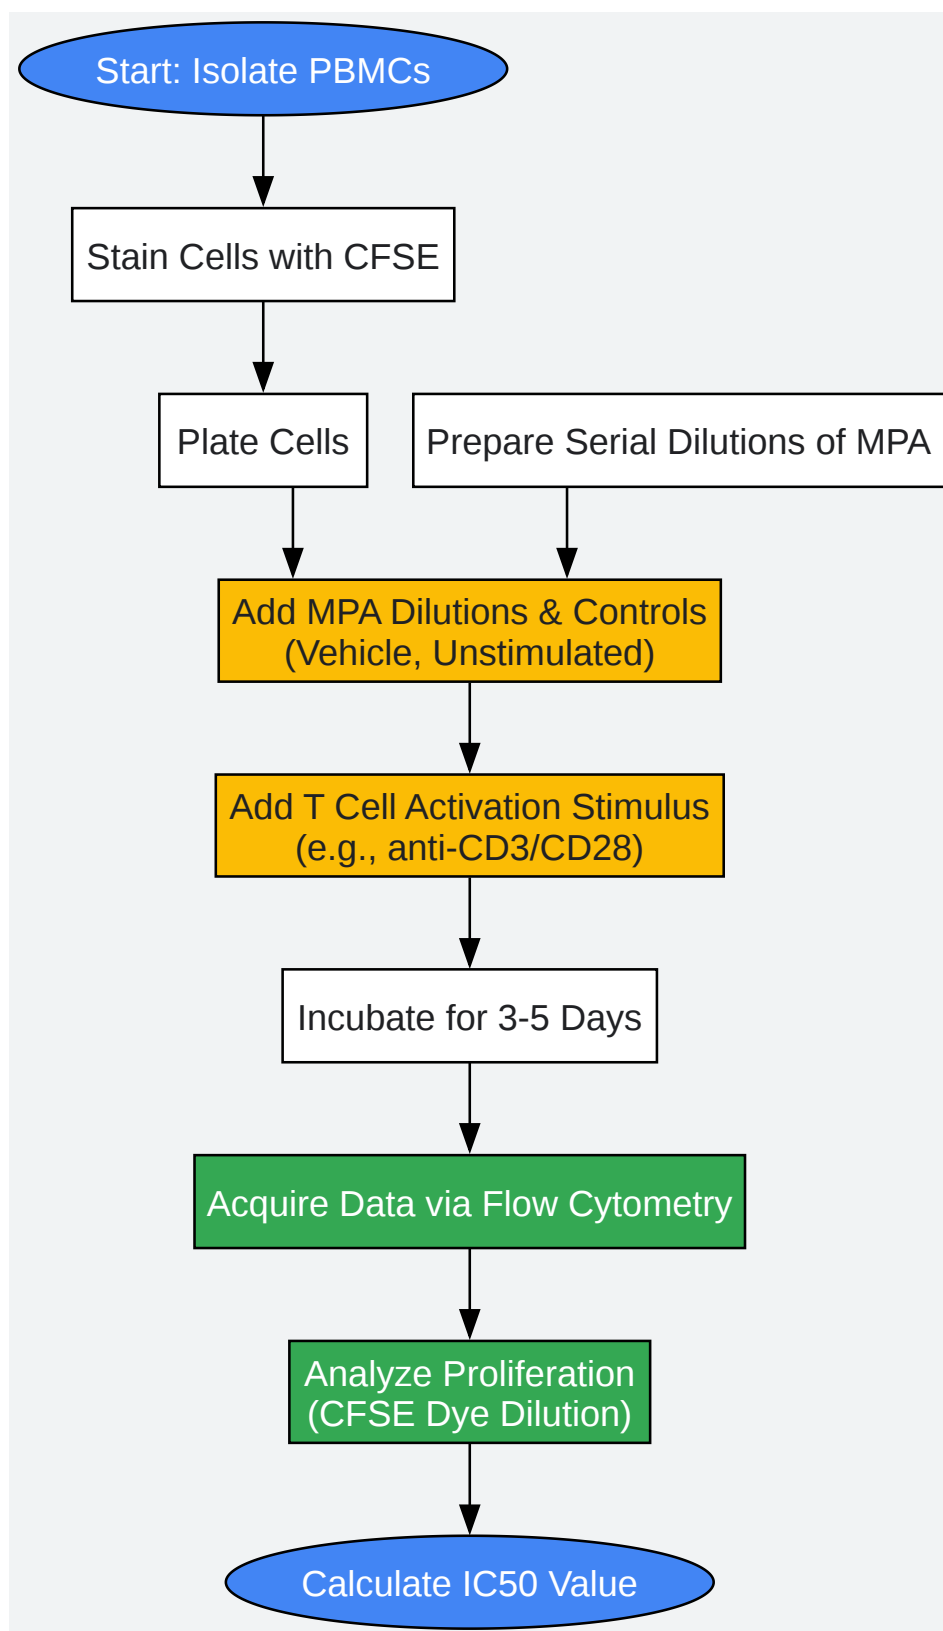 Start: Isolate PBMCs
Stain Cells with CFSE
Plate Cells
Prepare Serial Dilutions of MPA
Add MPA Dilutions & Controls
(Vehicle, Unstimulated)
Add T Cell Activation Stimulus
(e.g., anti-CD3/CD28)
Incubate for 3-5 Days
Acquire Data via Flow Cytometry
Analyze Proliferation
(CFSE Dye Dilution)
Calculate IC50 Value